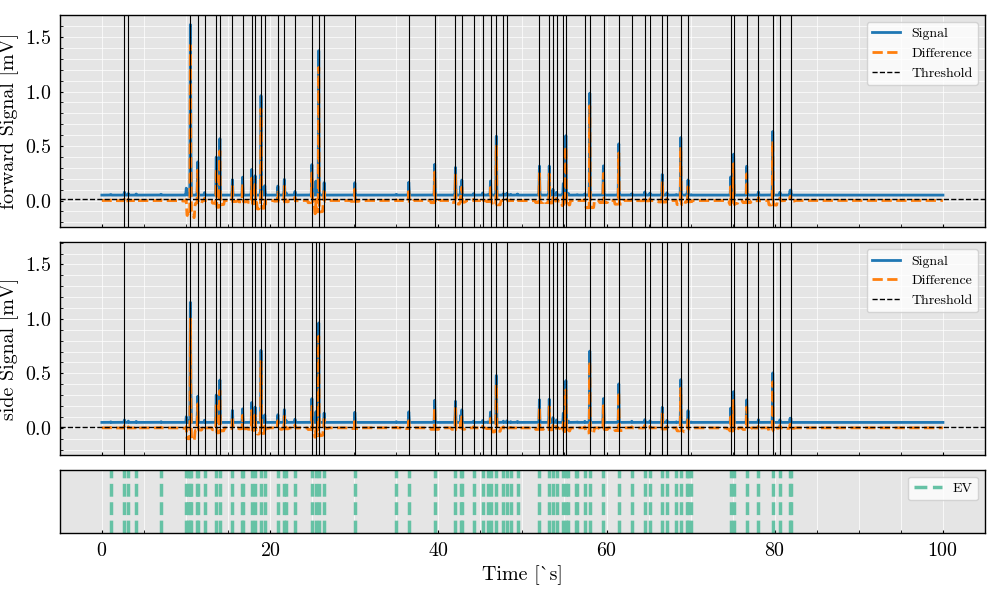 forward Signal [mV]
1.5
1.0
0.5
0.0
Signal
Difference
Threshold
side Signal [mV]
1.5
1.0
0.5
0.0
Signal
Difference
Threshold
EV
0 20 40 60 80 100
Time [`s]